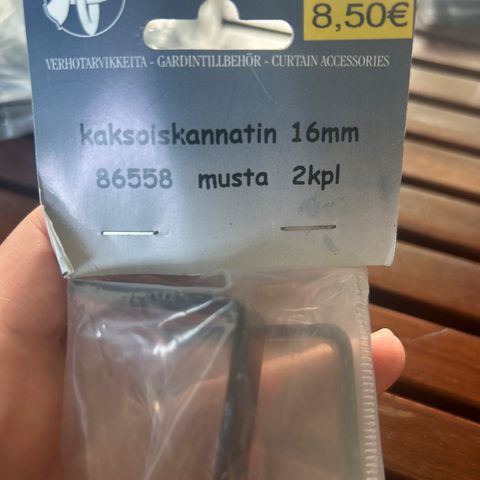 8,50€
VERHOTARVIKKEITA - GARDINTILLBEHÖR - CURTAIN ACCESSORIES
kaksoiskannatin 16mm
86558 musta 2kpl